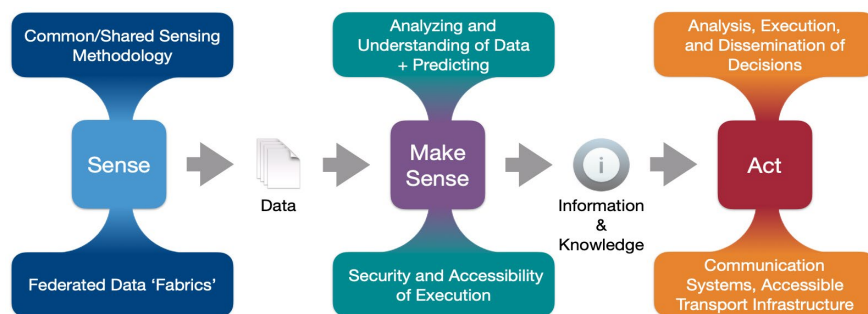 Common/Shared Sensing
Methodology
Analyzing and
Understanding of Data
+ Predicting
Analysis, Execution,
and Dissemination of
Decisions
Sense
Data
Make
Sense
i
Information
&
Knowledge
Act
Federated Data ‘Fabrics’
Security and Accessibility
of Execution
Communication
Systems, Accessible
Transport Infrastructure